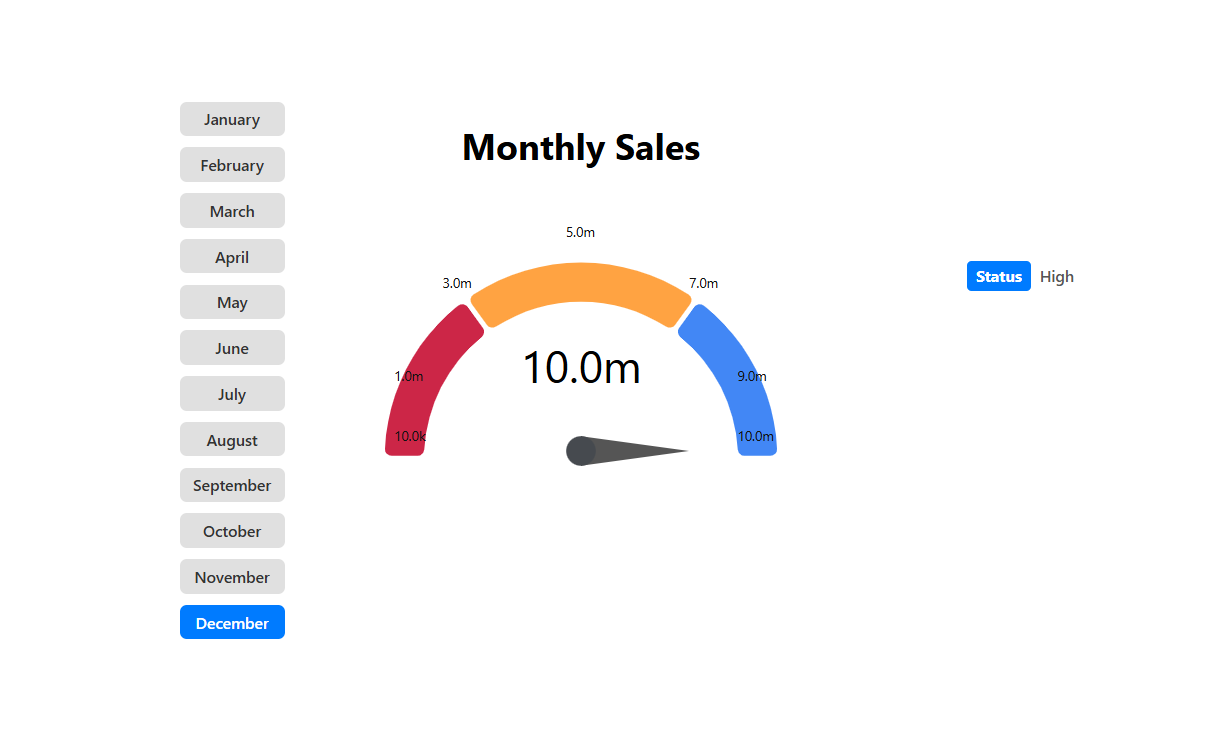 January
February
March
April
May
June
July
August
September
October
November
December
Monthly Sales
5.0m
3.0m
7.0m
1.0m
9.0m
10.0k
10.0m
10.0m
Status High